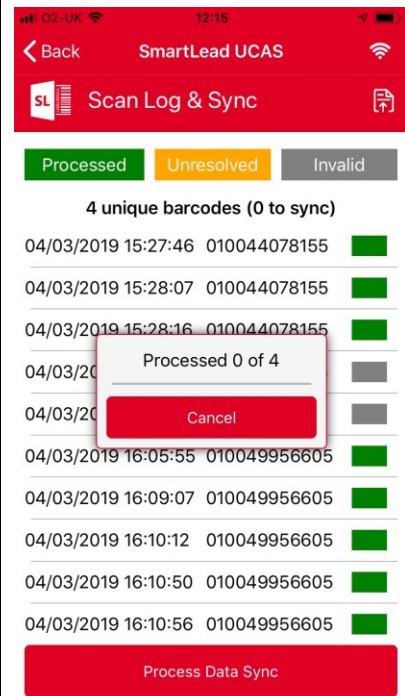 O2-UK 12:15
Back SmartLead UCAS
SL Scan Log & Sync
Processed Unresolved Invalid
4 unique barcodes (0 to sync)
04/03/2019 15:27:46 010044078155
04/03/2019 15:28:07 010044078155
04/03/2019 15:28:16 010044078155
Processed 0 of 4
04/03/20
04/03/20
Cancel
04/03/2019 16:05:55 010049956605
04/03/2019 16:09:07 010049956605
04/03/2019 16:10:12 010049956605
04/03/2019 16:10:50 010049956605
04/03/2019 16:10:56 010049956605
Process Data Sync